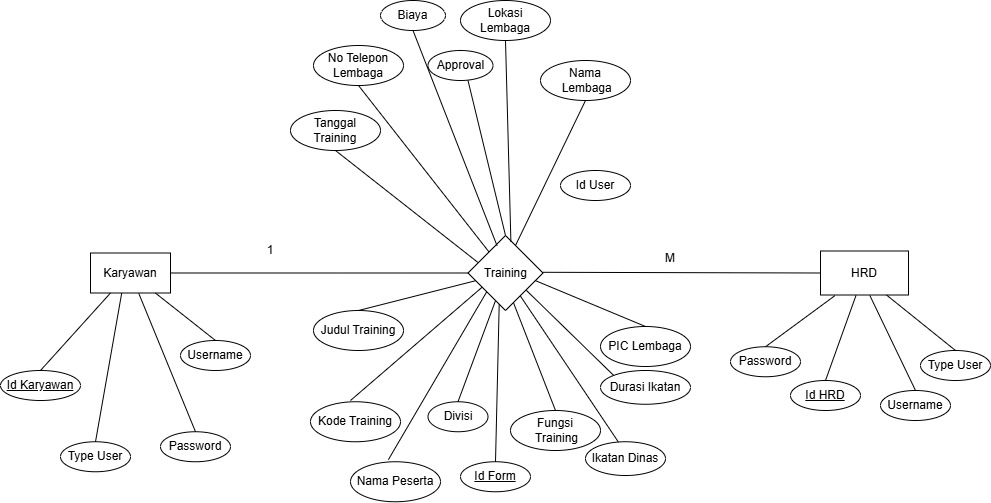 Biaya
Lokasi
Lembaga
No Telepon
Lembaga
Approval
Nama
Lembaga
Tanggal
Training
Id User
1
M
Karyawan
Training
HRD
Judul Training
PIC Lembaga
Username
Password
Type User
Id Karyawan
Durasi Ikatan
Id HRD
Username
Kode Training
Divisi
Fungsi
Training
Type User
Password
Ikatan Dinas
Nama Peserta
Id Form